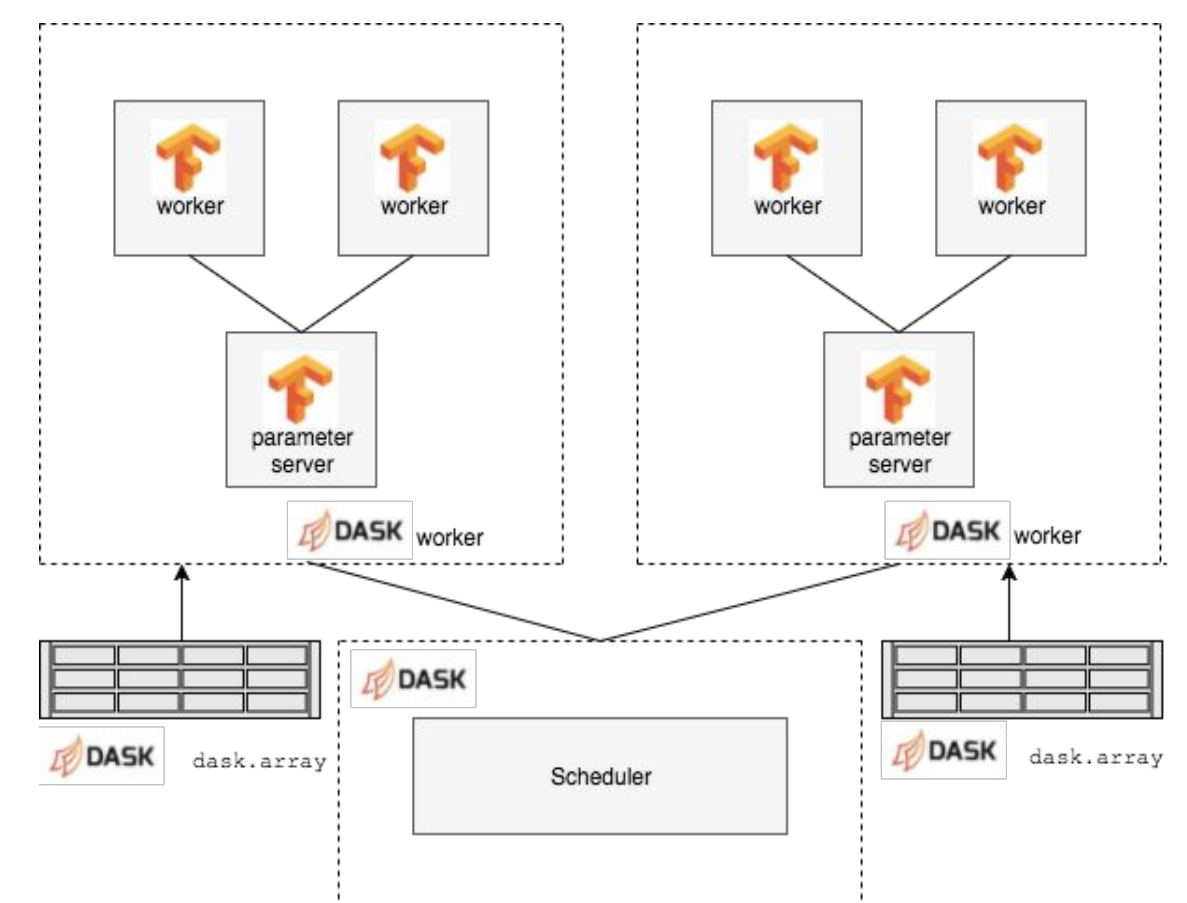 worker
worker
worker
worker
parameter
server
parameter
server
DASK worker
DASK worker
DASK
DASK dask.array
Scheduler
DASK dask.array